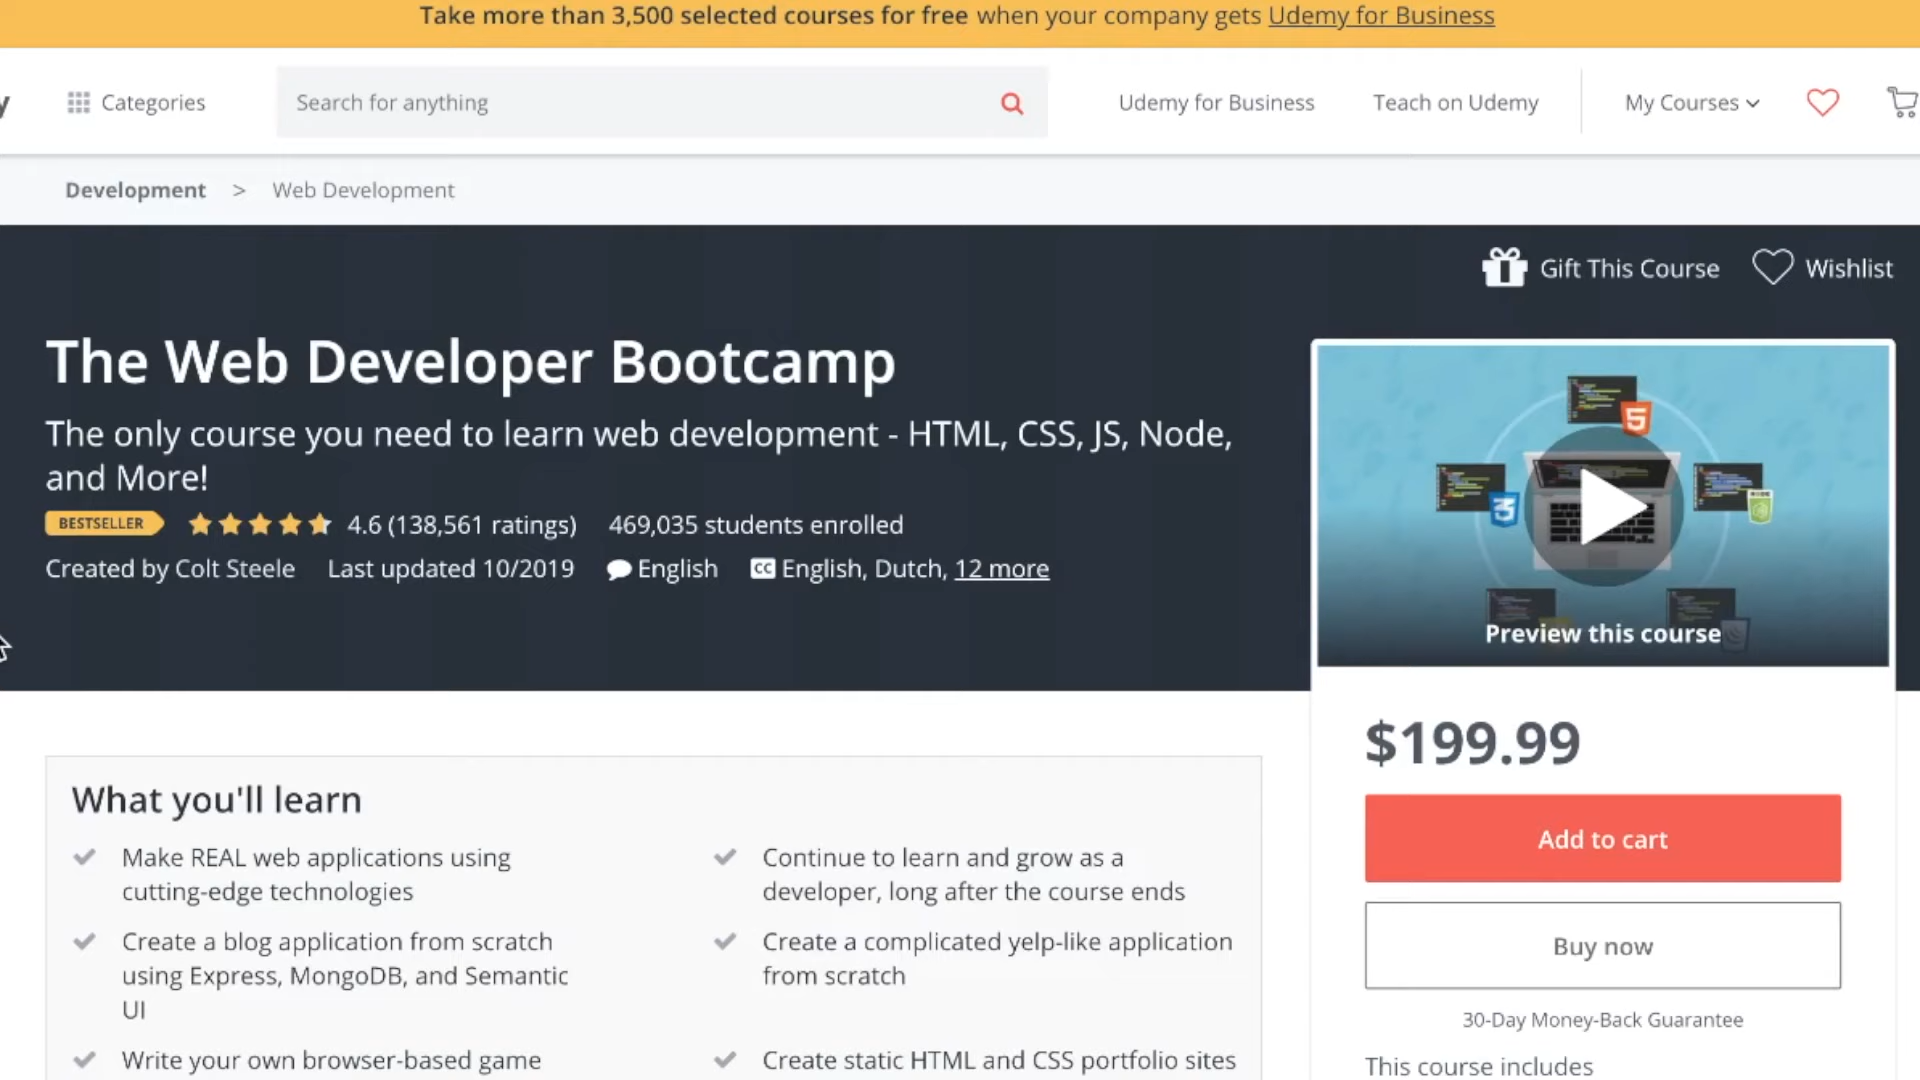 Take more than 3,500 selected courses for free when your company gets Udemy for Business
y
Categories
Search for anything
Udemy for Business
Teach on Udemy
My Courses
Development > Web Development
Gift This Course
Wishlist
The Web Developer Bootcamp
The only course you need to learn web development - HTML, CSS, JS, Node,
and More!
BESTSELLER
4.6 (138,561 ratings)
469,035 students enrolled
Created by Colt Steele
Last updated 10/2019
English
CC English, Dutch, 12 more
5
3
Preview this course
$199.99
Add to cart
Buy now
30-Day Money-Back Guarantee
This course includes
What you'll learn
Make REAL web applications using
cutting-edge technologies
Continue to learn and grow as a
developer, long after the course ends
Create a blog application from scratch
using Express, MongoDB, and Semantic
UI
Create a complicated yelp-like application
from scratch
Write your own browser-based game
Create static HTML and CSS portfolio sites